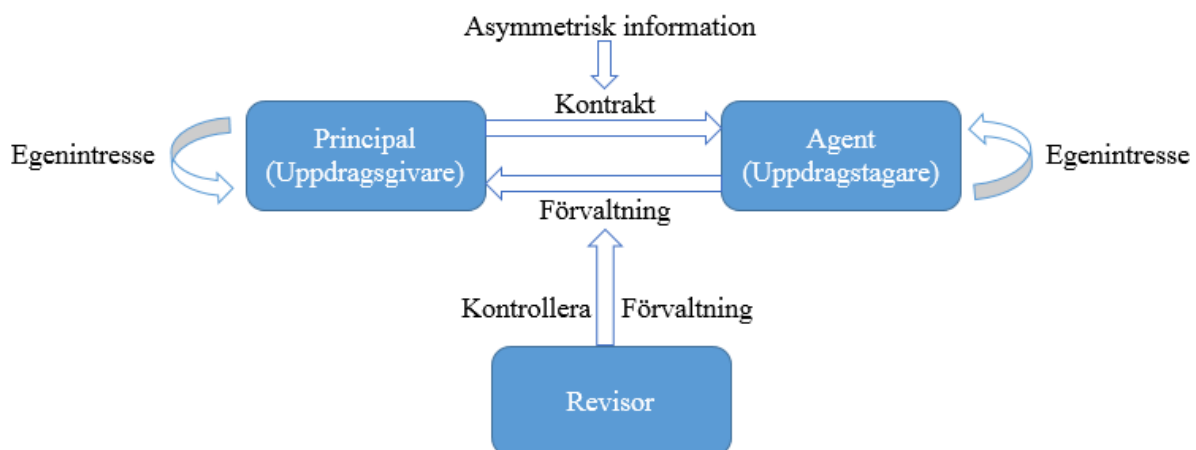 Asymmetrisk information
Kontrakt
Principal
(Uppdragsgivare)
Agent
(Uppdragstagare)
Egenintresse
Egenintresse
Förvaltning
Kontrollera
Förvaltning
Revisor